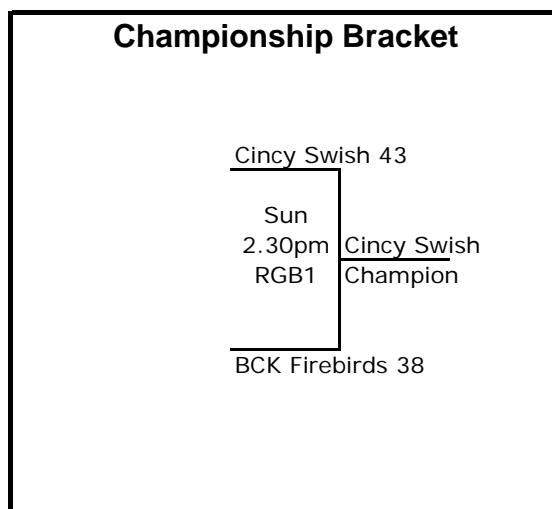 Championship Bracket
Cincy Swish 43
Sun
2.30pm
Cincy Swish
RGB1
Champion
BCK Firebirds 38